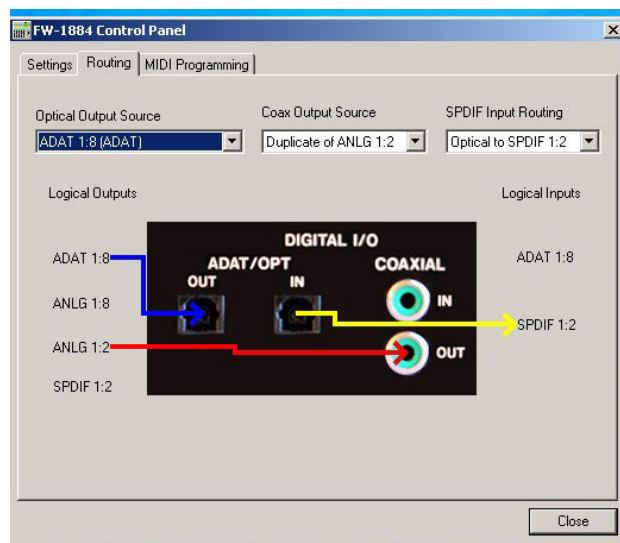 FW-1884 Control Panel
Settings Routing MIDI Programming
Optical Output Source Coax Output Source SPDIF Input Routing
ADAT 1:8 (ADAT) Duplicate of ANLG 1:2 Optical to SPDIF 1:2
Logical Outputs Logical Inputs
DIGITAL I/O
ADAT 1:8 ADAT/OPT COAXIAL ADAT 1:8
OUT IN
ANLG 1:8 IN
SPDIF 1:2
ANLG 1:2 OUT
SPDIF 1:2
Close